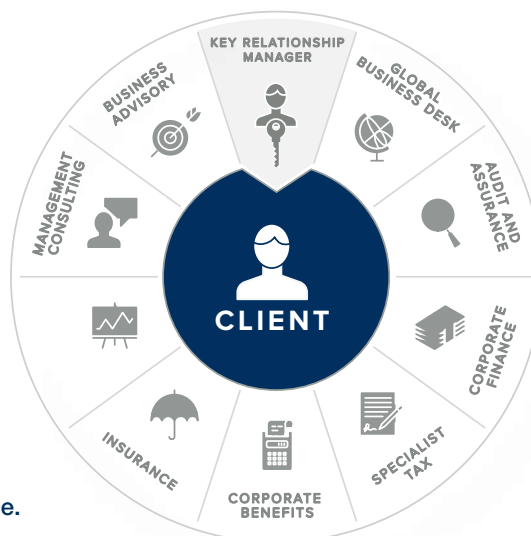 KEY RELATIONSHIP
MANAGER
GLOBAL
BUSINESS DESK
AUDIT AND
ASSURANCE
CORPORATE
FINANCE
SPECIALIST
TAX
CORPORATE
BENEFITS
INSURANCE
MANAGEMENT
CONSULTING
BUSINESS
ADVISORY
CLIENT